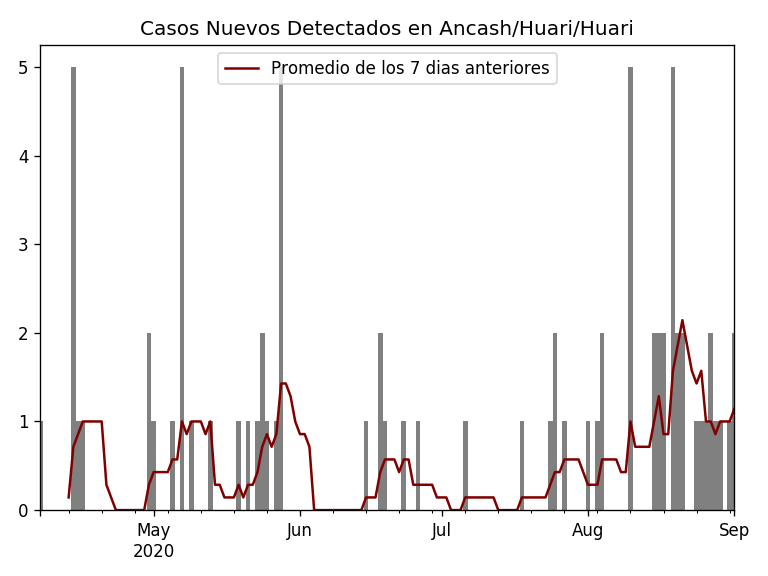 Casos Nuevos Detectados en Ancash/Huari/Huari
Promedio de los 7 dias anteriores
5
4
3
2
1
0
May
2020
Jun
Jul
Aug
Sep